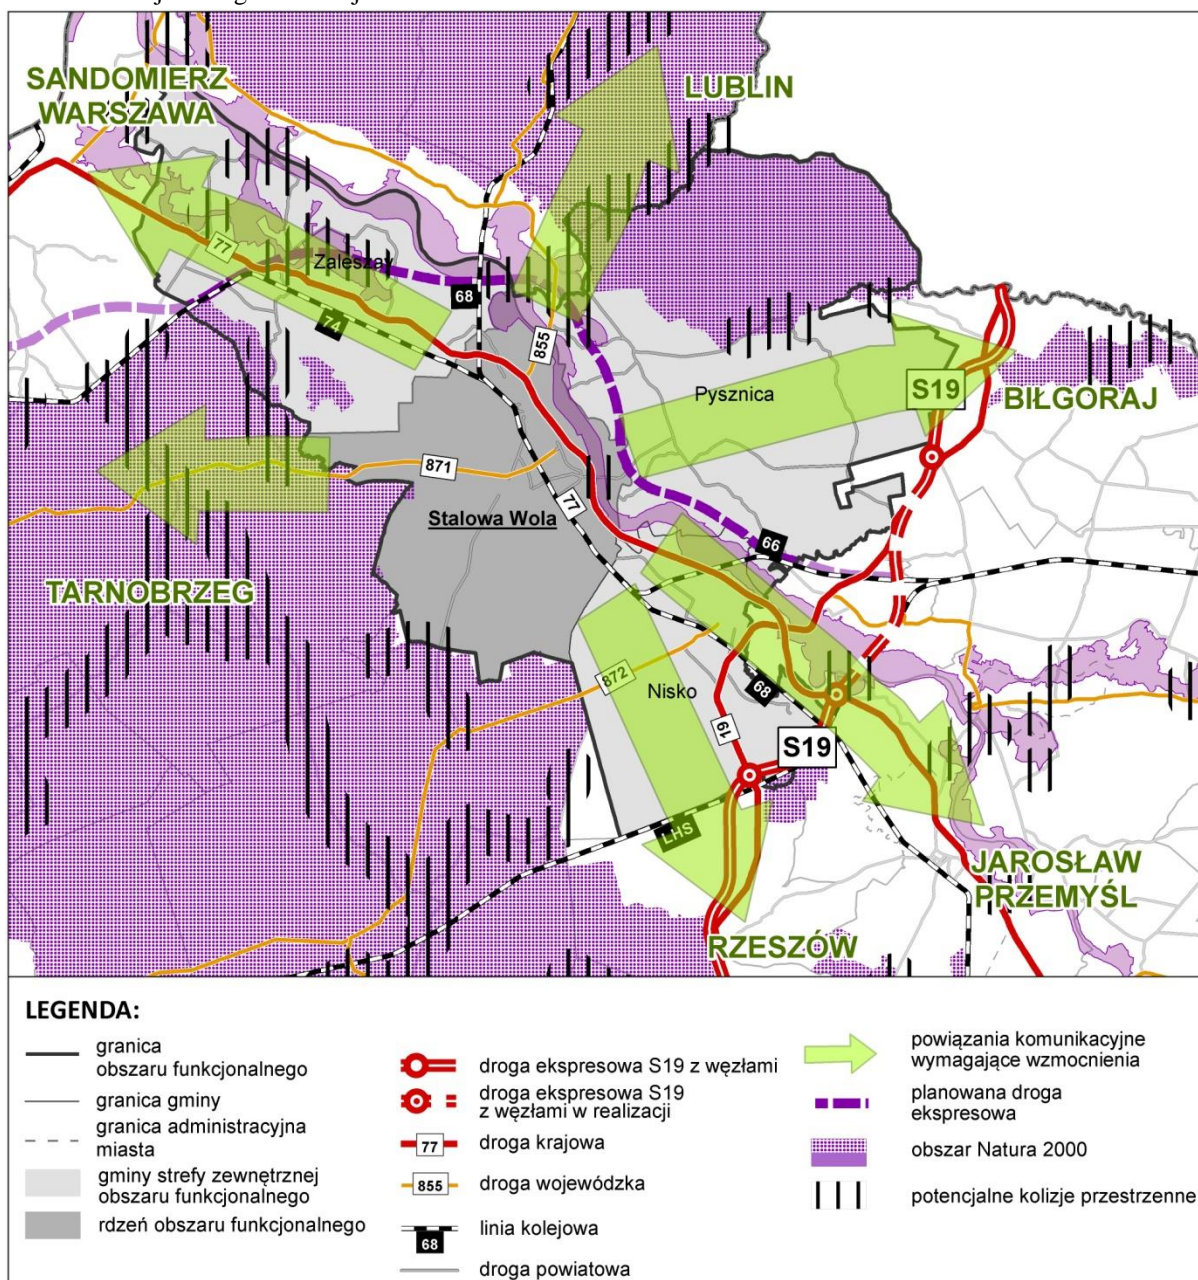 SANDOMIERZ
WARSZAWA
LUBLIN
77
Zaleszay
68
74
855
Pysznica
S19
BIŁGORAJ
871
77
Stalowa Wola
66
TARNOBRZEG
872
Nisko
68
19
S19
LHS
JAROSŁAW
PRZEMYŚL
RZESZÓW
LEGENDA:
granica
obszaru funkcjonalnego
granica gminy
granica administracyjna
miasta
gminy strefy zewnętrznej
obszaru funkcjonalnego
rdzeń obszaru funkcjonalnego
droga ekspresowa S19 z węzłami
droga ekspresowa S19
z węzłami w realizacji
77 droga krajowa
855 droga wojewódzka
linia kolejowa
68
droga powiatowa
powiązania komunikacyjne
wymagające wzmocnienia
planowana droga
ekspresowa
obszar Natura 2000
potencjalne kolizje przestrzenne